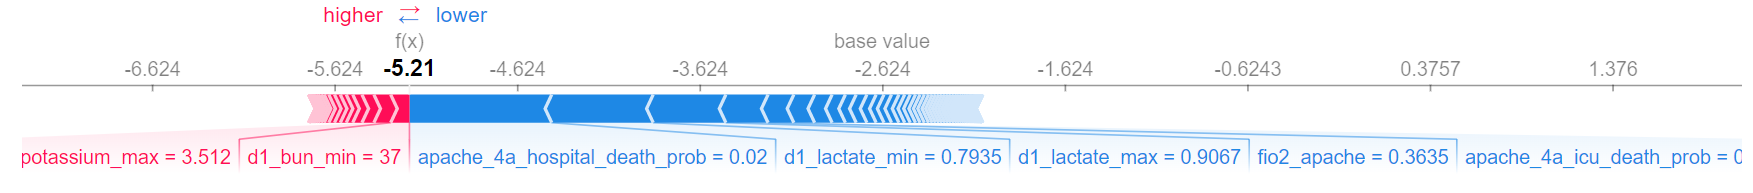 higher ⇄ lower
f(x) base value
-6.624 -5.624 -5.21 -4.624 -3.624 -2.624 -1.624 -0.6243 0.3757 1.376
potassium_max = 3.512 d1_bun_min = 37 apache_4a_hospital_death_prob = 0.02 d1_lactate_min = 0.7935 d1_lactate_max = 0.9067 fio2_apache = 0.3635 apache_4a_icu_death_prob = 0